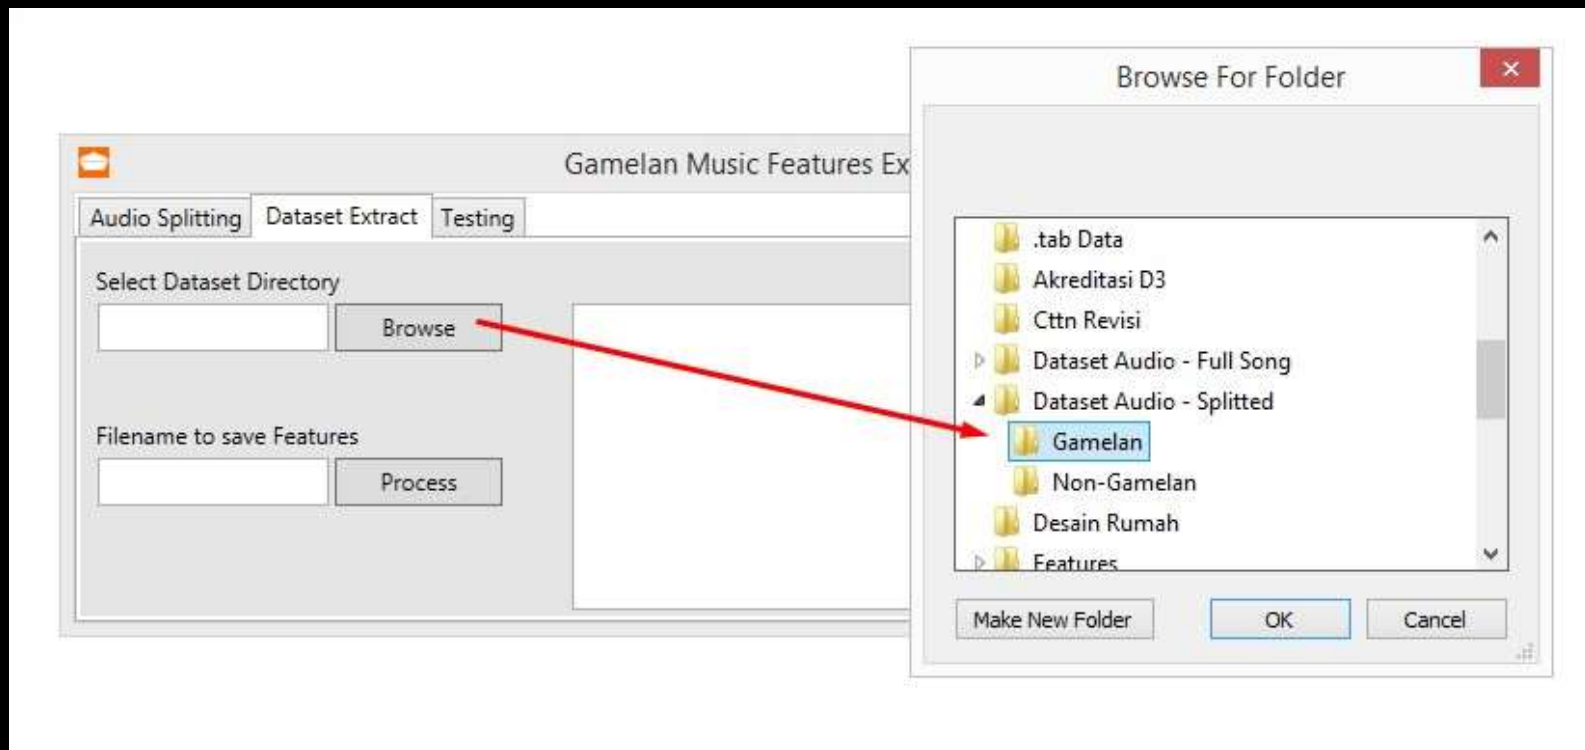 Browse For Folder
Gamelan Music Features Ex
Audio Splitting Dataset Extract Testing
Select Dataset Directory
Browse
Filename to save Features
Process
.tab Data
Akreditasi D3
Cttn Revisi
Dataset Audio - Full Song
Dataset Audio - Splitted
Gamelan
Non-Gamelan
Desain Rumah
Features
Make New Folder OK Cancel